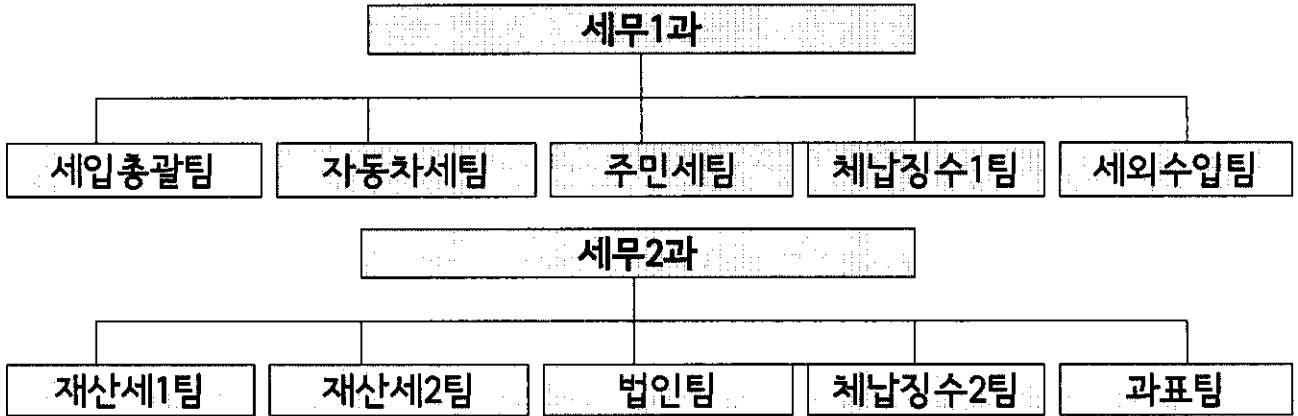 세무1과
세입총괄팀 자동차세팀 주민세팀 체납징수1팀 세외수입팀
세무2과
재산세1팀 재산세2팀 법인팀 체납징수2팀 과표팀